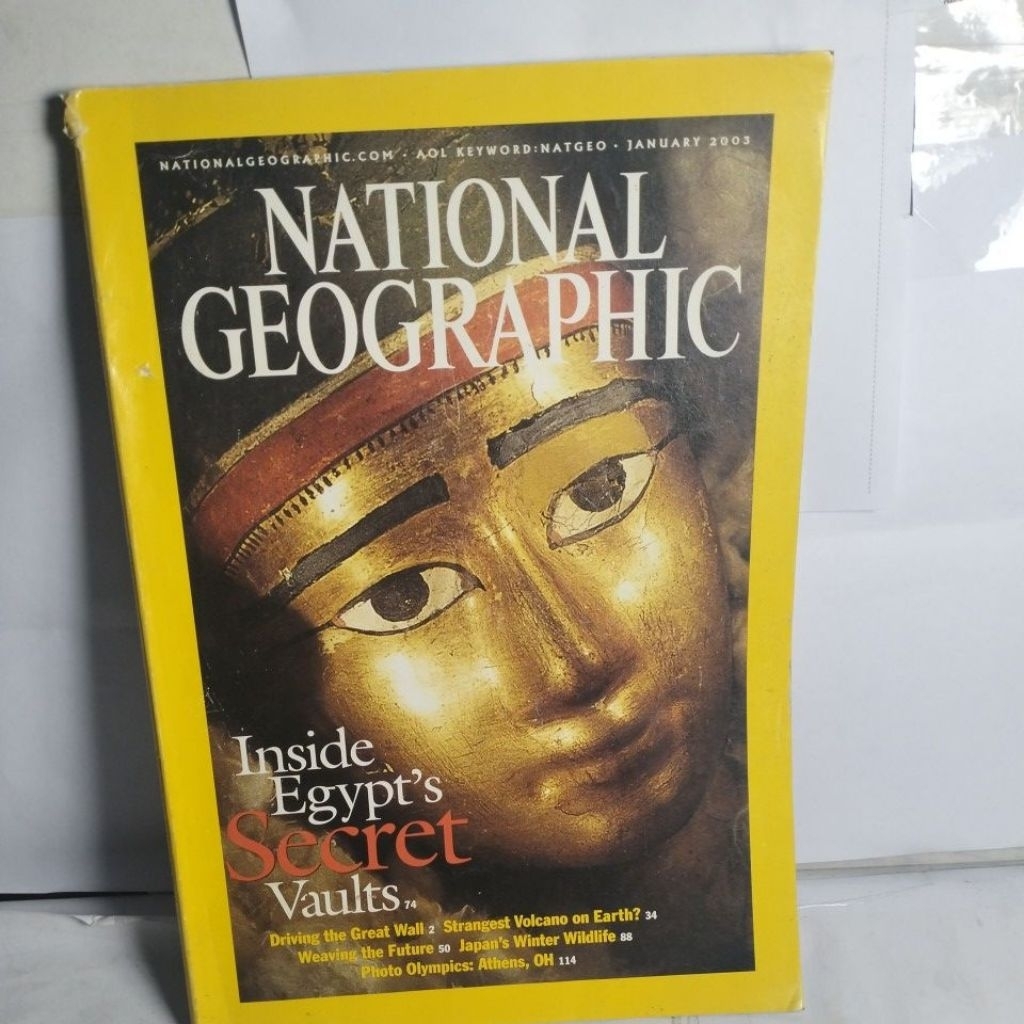 NATIONALGEOGRAPHIC.COM • AOL KEYWORD:NATGEO • JANUARY 2003
NATIONAL
GEOGRAPHIC
Inside
Egypt's
Secret
Vaults 74
Driving the Great Wall 2 Strangest Volcano on Earth? 34
Weaving the Future 50 Japan's Winter Wildlife 88
Photo Olympics: Athens, OH 114